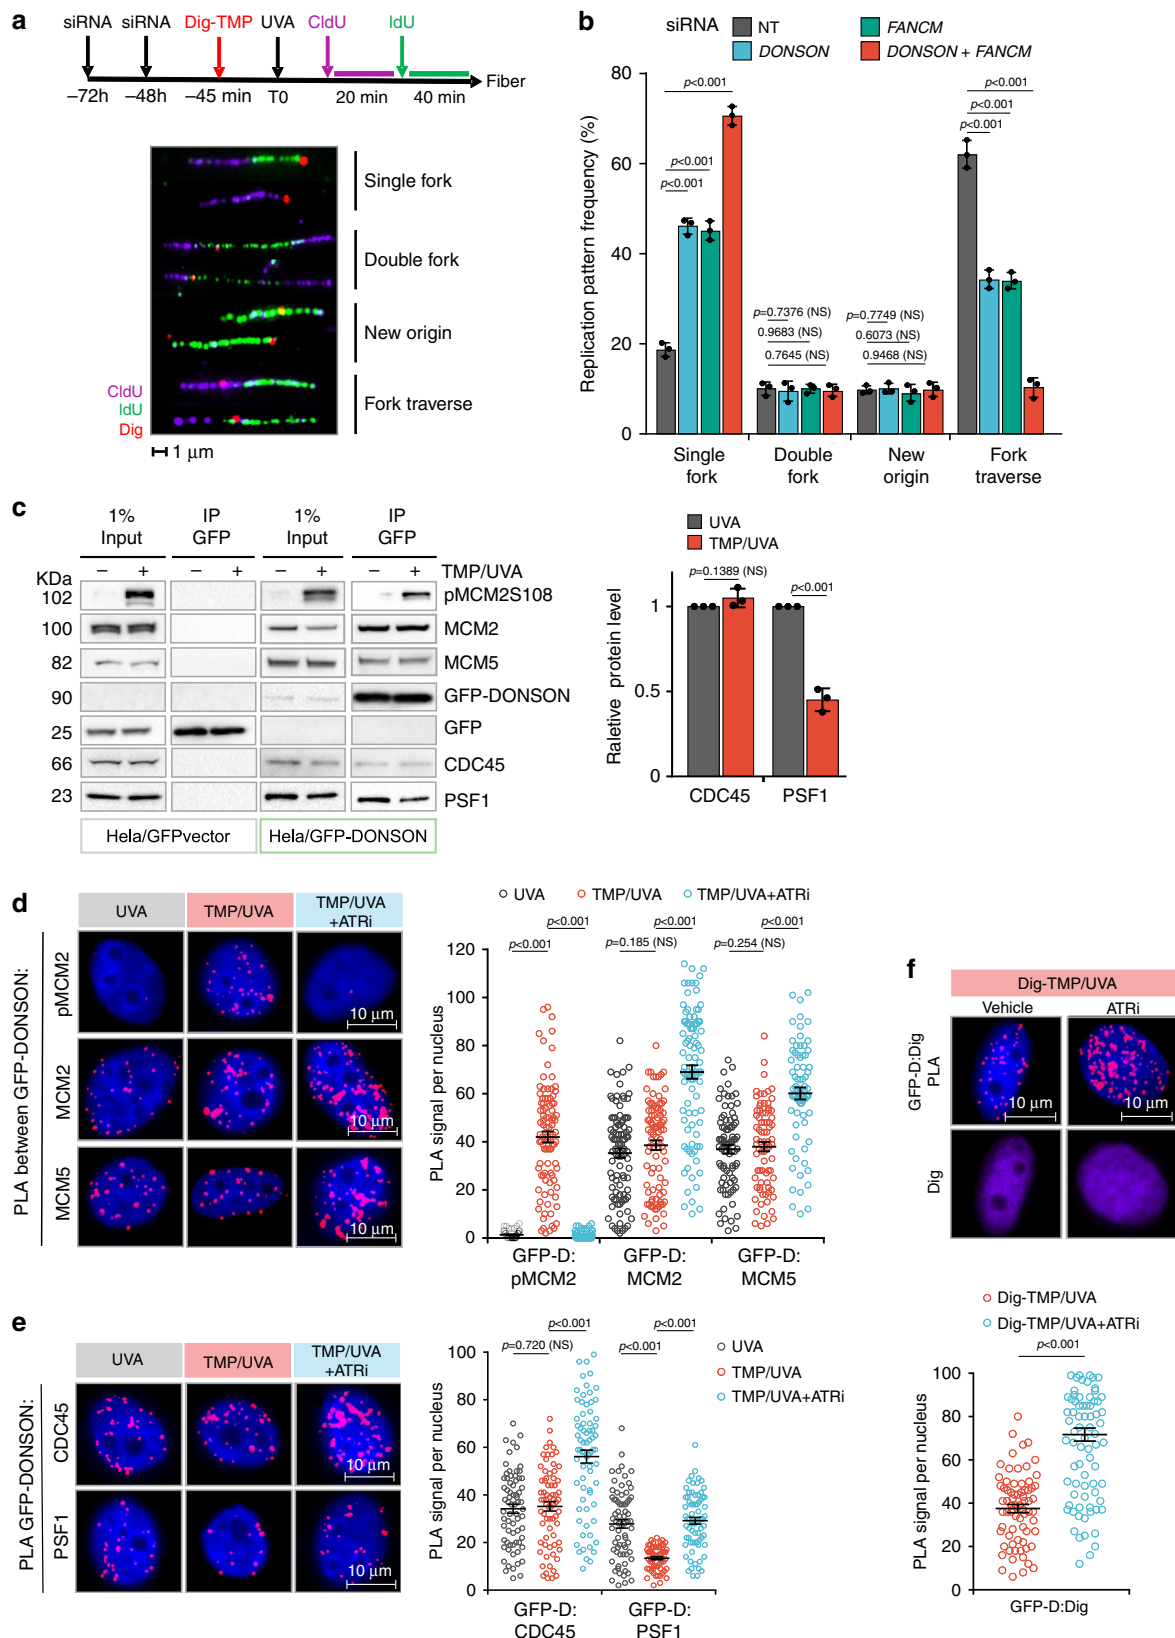 a
siRNA siRNA Dig-TMP UVA CldU IdU
Fiber
–72h –48h –45 min T0 20 min 40 min
Single fork
Double fork
New origin
Fork traverse
CldU
IdU
Dig
1 µm
b
siRNA
NT
DONSON
FANCM
DONSON + FANCM
Replication pattern frequency (%)
80
60
40
20
0
p<0.001
p<0.001
p<0.001
p=0.7376 (NS)
0.9683 (NS)
0.7645 (NS)
p=0.7749 (NS)
0.6073 (NS)
0.9468 (NS)
p<0.001
p<0.001
p<0.001
Single fork
Double fork
New origin
Fork traverse
c
1% Input
IP GFP
1% Input
IP GFP
– + – + – + – + TMP/UVA
KDa
102 pMCM2S108
100 MCM2
82 MCM5
90 GFP-DONSON
25 GFP
66 CDC45
23 PSF1
Hela/GFPvector
Hela/GFP-DONSON
UVA
TMP/UVA
Raletive protein level
1
0.5
0
p=0.1389 (NS)
p<0.001
CDC45 PSF1
d
UVA
TMP/UVA
TMP/UVA +ATRi
PLA between GFP-DONSON:
pMCM2
MCM2
MCM5
10 µm
10 µm
10 µm
UVA
TMP/UVA
TMP/UVA+ATRi
PLA signal per nucleus
120
100
80
60
40
20
0
p<0.001
p<0.001
p=0.185 (NS)
p<0.001
p=0.254 (NS)
p<0.001
GFP-D: pMCM2
GFP-D: MCM2
GFP-D: MCM5
e
UVA
TMP/UVA
TMP/UVA +ATRi
PLA GFP-DONSON:
CDC45
PSF1
10 µm
10 µm
PLA signal per nucleus
100
80
60
40
20
0
p=0.720 (NS)
p<0.001
p<0.001
p<0.001
UVA
TMP/UVA
TMP/UVA+ATRi
GFP-D: CDC45
GFP-D: PSF1
f
Dig-TMP/UVA
Vehicle ATRi
GFP-D:Dig PLA
Dig
10 µm
10 µm
Dig-TMP/UVA
Dig-TMP/UVA+ATRi
p<0.001
PLA signal per nucleus
100
80
60
40
20
0
GFP-D:Dig